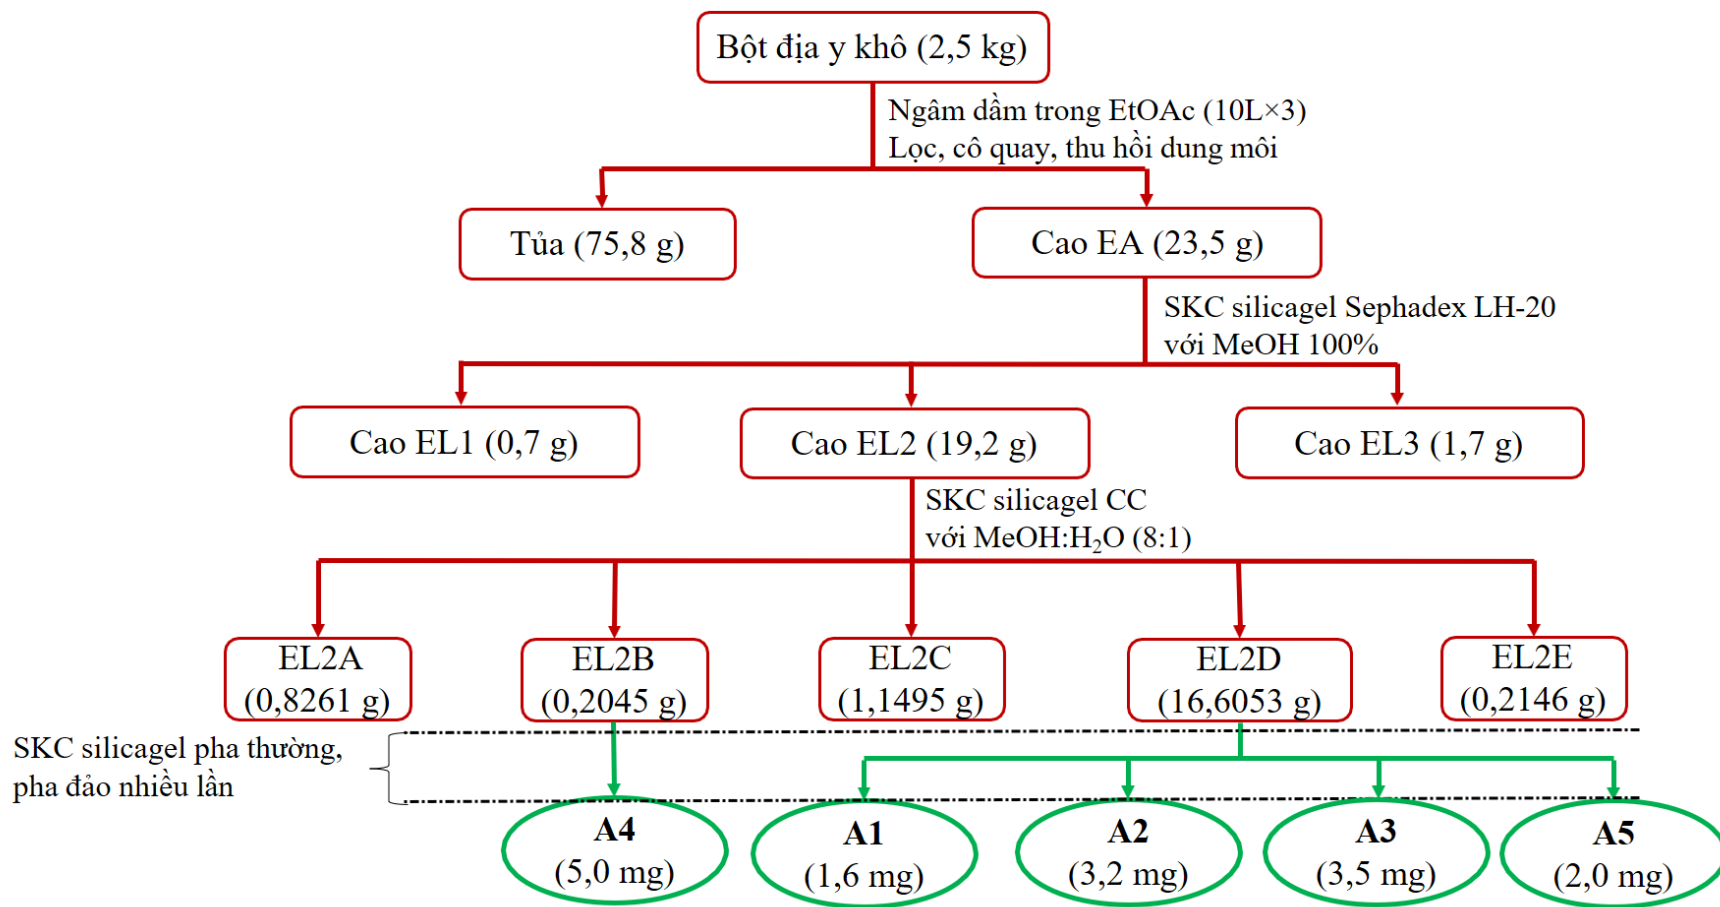 Bột địa y khô (2,5 kg)
Ngâm dầm trong EtOAc (10L×3)
Lọc, cô quay, thu hồi dung môi
Tủa (75,8 g)
Cao EA (23,5 g)
SKC silicagel Sephadex LH-20
với MeOH 100%
Cao EL1 (0,7 g)
Cao EL2 (19,2 g)
Cao EL3 (1,7 g)
SKC silicagel CC
với MeOH:H₂O (8:1)
EL2A
(0,8261 g)
EL2B
(0,2045 g)
EL2C
(1,1495 g)
EL2D
(16,6053 g)
EL2E
(0,2146 g)
SKC silicagel pha thường,
pha đảo nhiều lần
A4
(5,0 mg)
A1
(1,6 mg)
A2
(3,2 mg)
A3
(3,5 mg)
A5
(2,0 mg)